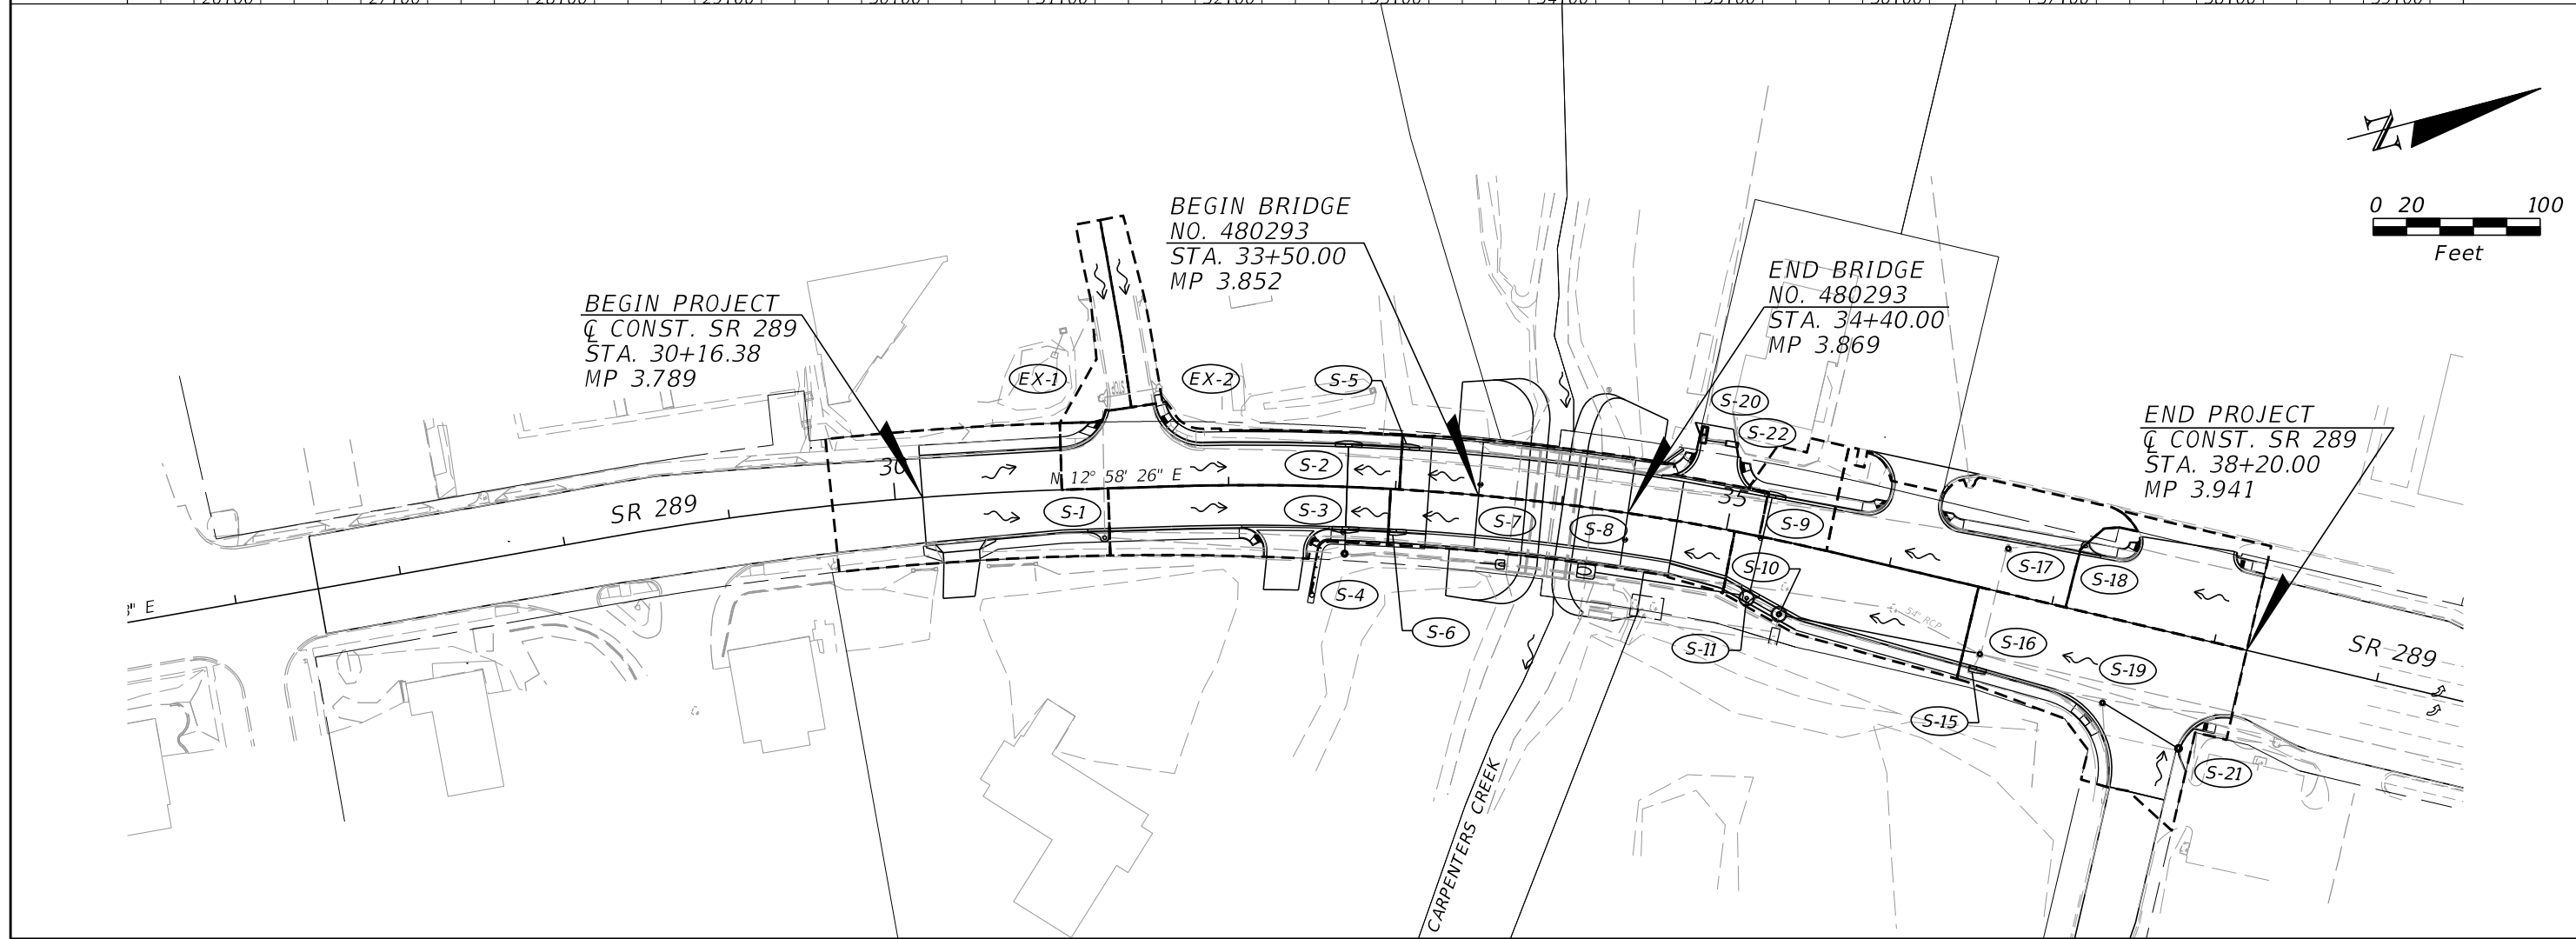 N
0 20 100
Feet
BEGIN BRIDGE
NO. 480293
STA. 33+50.00
MP 3.852
END BRIDGE
NO. 480293
STA. 34+40.00
MP 3.869
BEGIN PROJECT
℄ CONST. SR 289
STA. 30+16.38
MP 3.789
END PROJECT
℄ CONST. SR 289
STA. 38+20.00
MP 3.941
EX-1
EX-2
S-5
S-20
S-22
STOP
30
N 12° 58' 26" E
S-2
35
SR 289
S-1
S-3
S-7
S-8
S-9
S-10
S-17
S-18
S-4
" E
54" RCP
S-6
S-11
S-16
S-19
SR 289
S-15
S-21
CARPENTERS CREEK